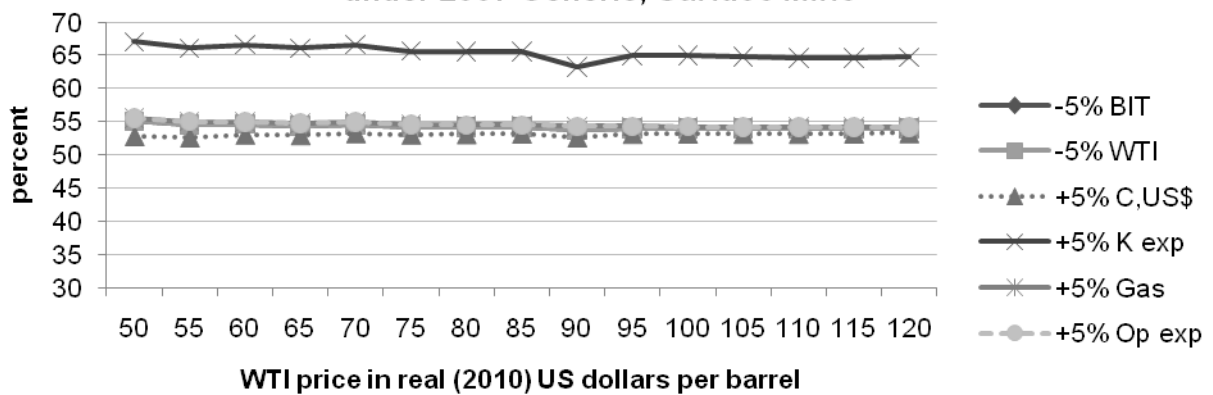 percent
70
65
60
55
50
45
40
35
30
50 55 60 65 70 75 80 85 90 95 100 105 110 115 120
WTI price in real (2010) US dollars per barrel
-5% BIT
-5% WTI
+5% C,US$
+5% K exp
+5% Gas
+5% Op exp